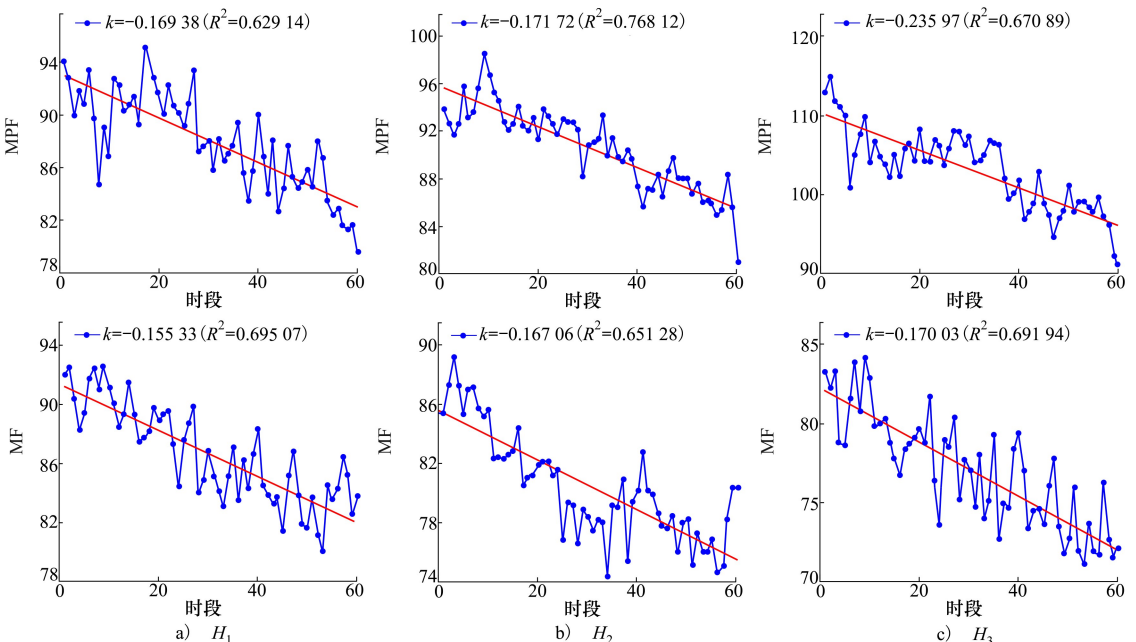 k=−0.169 38(R²=0.629 14)
94
90
86
82
78
MPF
0 20 40 60
时段
k=−0.171 72(R²=0.768 12)
100
96
92
88
84
80
MPF
0 20 40 60
时段
k=−0.235 97(R²=0.670 89)
120
110
100
90
MPF
0 20 40 60
时段
k=−0.155 33(R²=0.695 07)
94
90
86
82
78
MF
0 20 40 60
时段
a) H₁
k=−0.167 06(R²=0.651 28)
90
86
82
78
74
MF
0 20 40 60
时段
b) H₂
k=−0.170 03(R²=0.691 94)
85
80
75
70
MF
0 20 40 60
时段
c) H₃